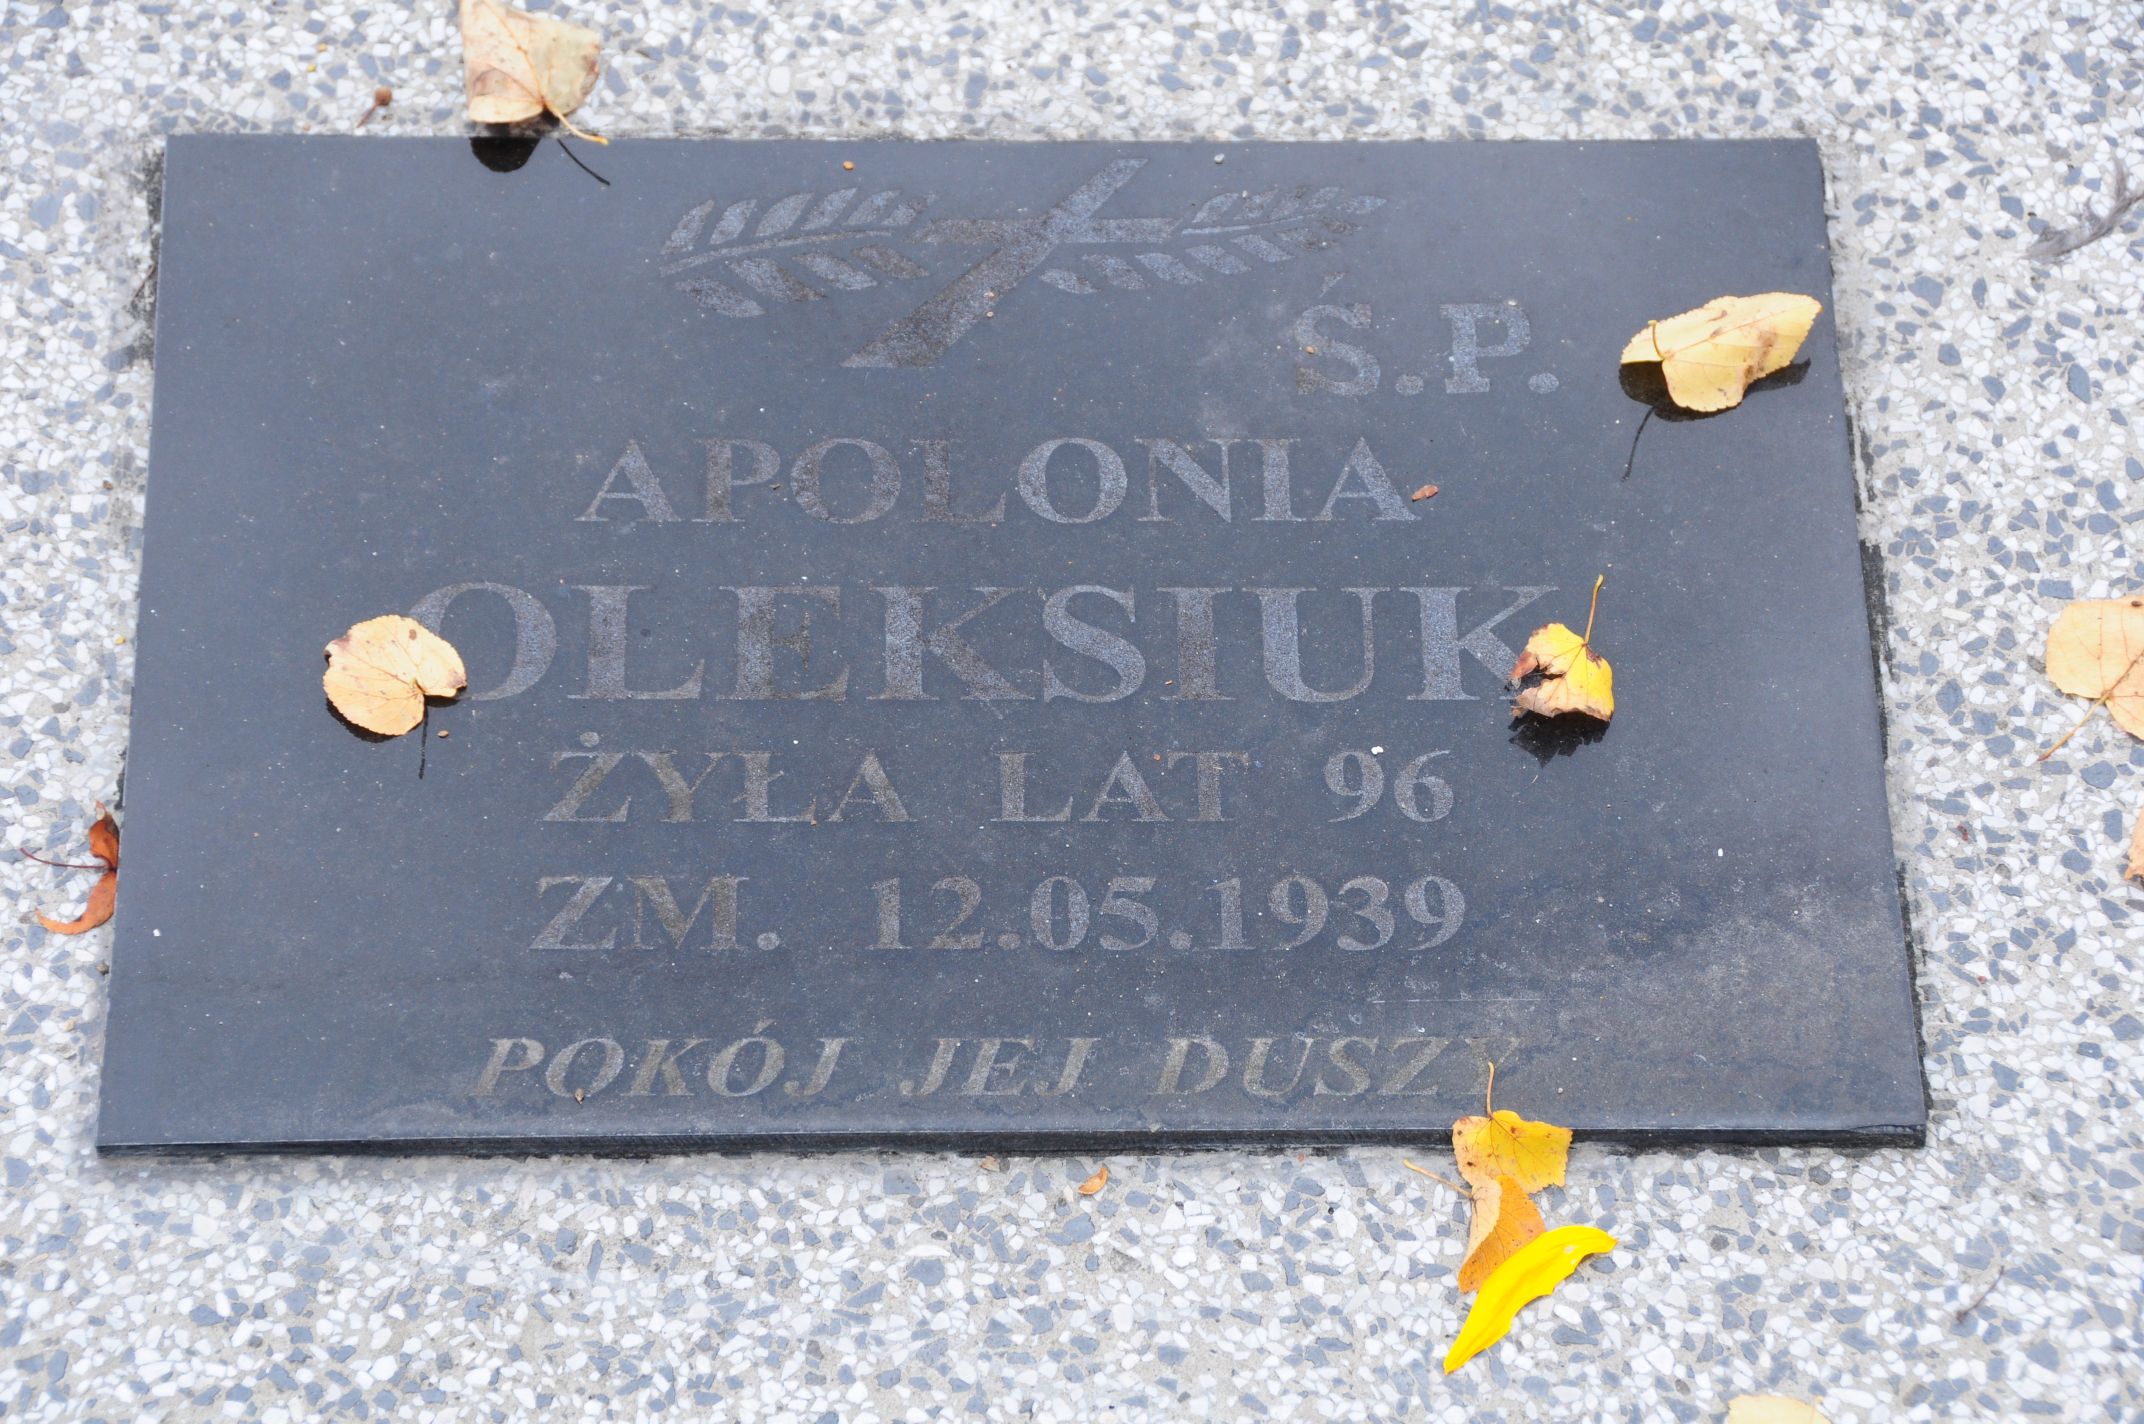 Ś.P.
APOLONIA
OLEKSIUK
ŻYŁA LAT 96
ZM. 12.05.1939
POKÓJ JEJ DUSZY